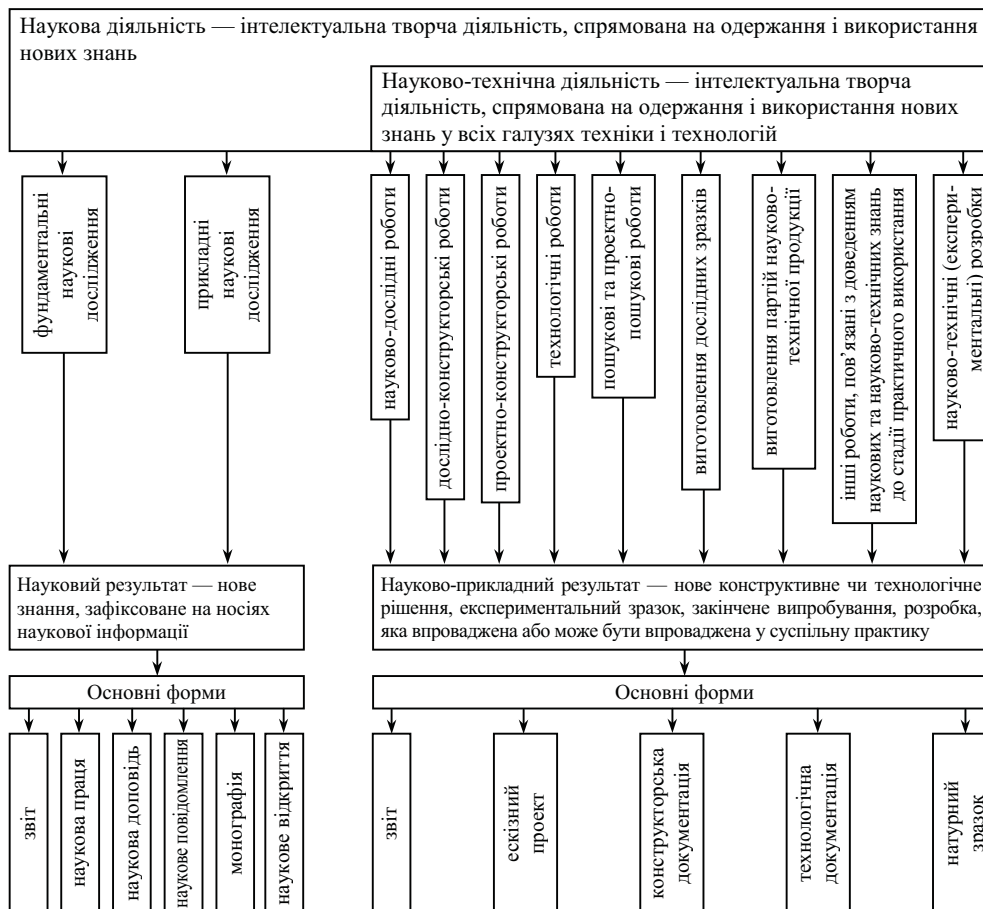 Наукова діяльність — інтелектуальна творча діяльність, спрямована на одержання і використання
нових знань
Науково-технічна діяльність — інтелектуальна творча
діяльність, спрямована на одержання і використання нових
знань у всіх галузях техніки і технологій
фундаментальні
наукові
дослідження
прикладні
наукові
дослідження
науково-дослідні роботи
дослідно-конструкторські роботи
проектно-конструкторські роботи
технологічні роботи
пошукові та проектно-
пошукові роботи
виготовлення дослідних зразків
виготовлення партій науково-
технічної продукції
інші роботи, пов’язані з доведенням
наукових та науково-технічних знань
до стадії практичного використання
науково-технічні (експери-
ментальні) розробки
Науковий результат — нове
знання, зафіксоване на носіях
наукової інформації
Науково-прикладний результат — нове конструктивне чи технологічне
рішення, експериментальний зразок, закінчене випробування, розробка,
яка впроваджена або може бути впроваджена у суспільну практику
Основні форми
Основні форми
звіт
наукова праця
наукова доповідь
наукове повідомлення
монографія
наукове відкриття
звіт
ескізний
проект
конструкторська
документація
технологічна
документація
натурний
зразок